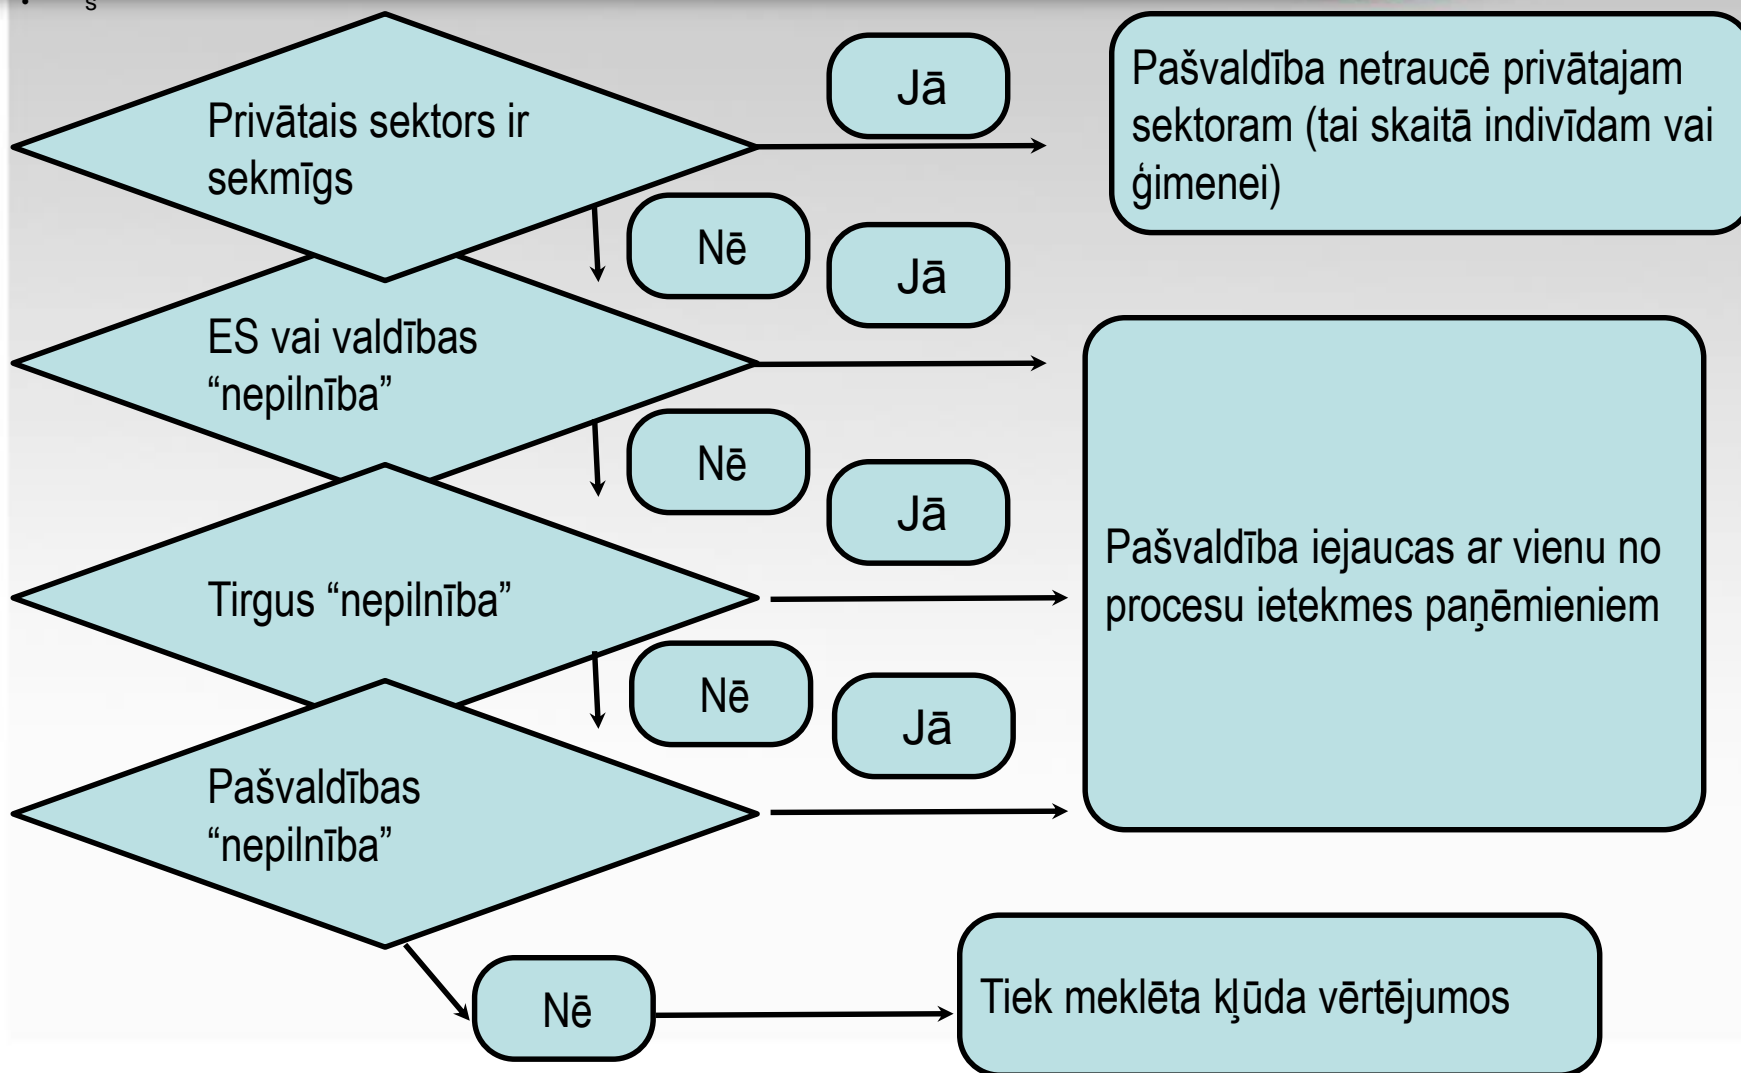 Privātais sektors ir
sekmīgs
Jā
Pašvaldība netraucē privātajam
sektoram (tai skaitā indivīdam vai
ģimenei)
Nē
Jā
ES vai valdības
“nepilnība”
Nē
Jā
Tirgus “nepilnība”
Pašvaldība iejaucas ar vienu no
procesu ietekmes paņēmieniem
Nē
Jā
Pašvaldības
“nepilnība”
Nē
Tiek meklēta kļūda vērtējumos